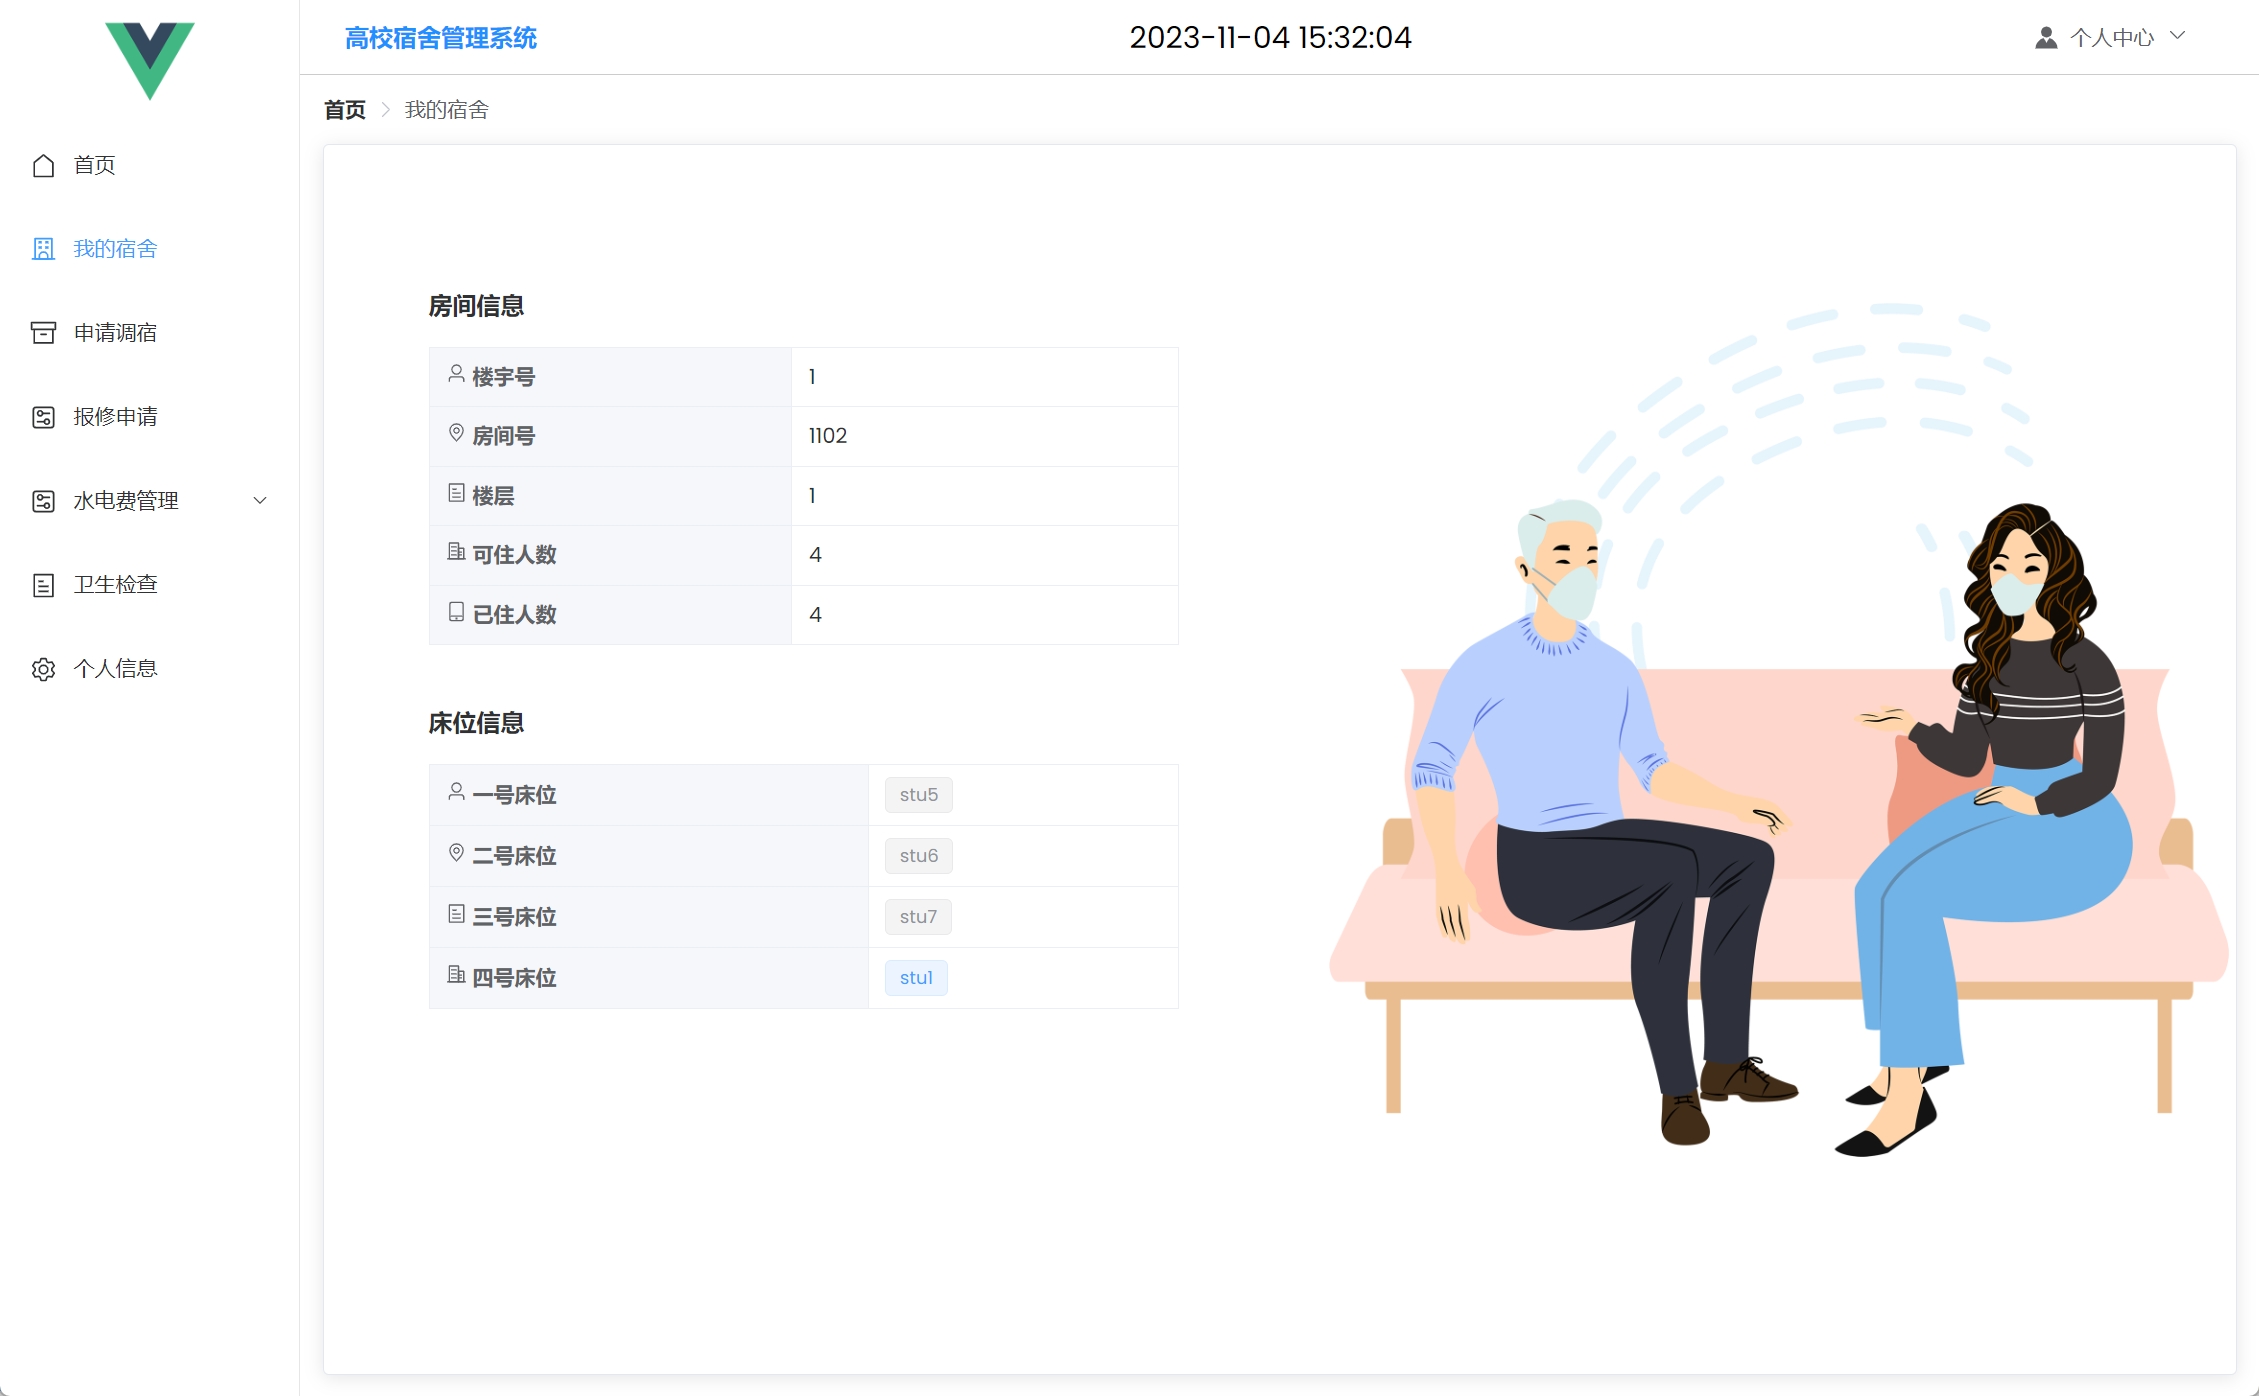 高校宿舍管理系统
2023-11-04 15:32:04
个人中心
首页
我的宿舍
申请调宿
报修申请
水电费管理
卫生检查
个人信息
首页 > 我的宿舍
房间信息
楼宇号 1
房间号 1102
楼层 1
可住人数 4
已住人数 4
床位信息
一号床位 stu5
二号床位 stu6
三号床位 stu7
四号床位 stu1